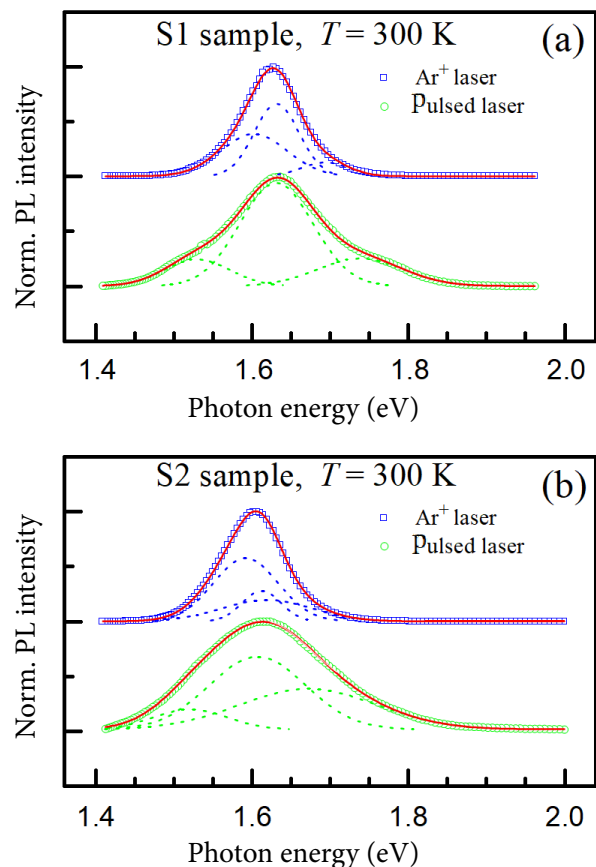 S1 sample, T = 300 K
(a)
Ar+ laser
Pulsed laser
Norm. PL intensity
1.4 1.6 1.8 2.0
Photon energy (eV)
S2 sample, T = 300 K
(b)
Ar+ laser
Pulsed laser
Norm. PL intensity
1.4 1.6 1.8 2.0
Photon energy (eV)